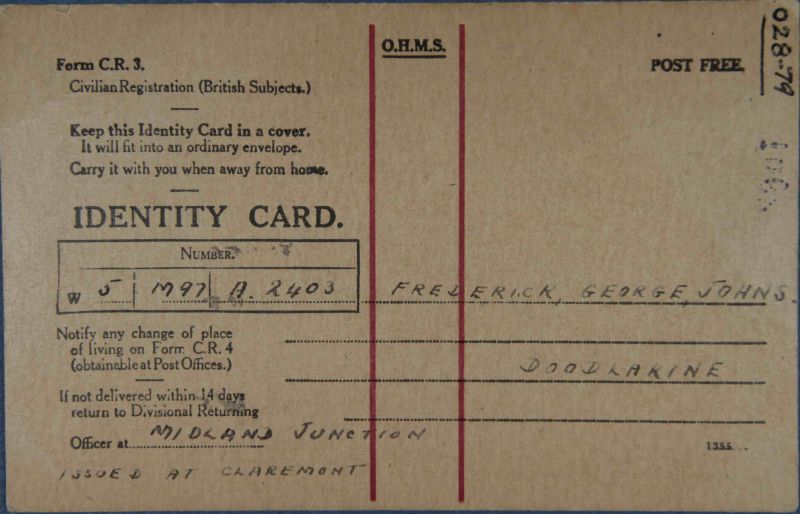 O.H.M.S.
028-79
Form C.R. 3.
POST FREE.
Civilian Registration (British Subjects.)
Keep this Identity Card in a cover.
It will fit into an ordinary envelope.
Carry it with you when away from home.
IDENTITY CARD.
NUMBER.
W 5 M97 A. 2403
FREDERICK, GEORGE, JOHNS.
Notify any change of place
of living on Form C.R. 4
(obtainable at Post Offices.)
DOODLAKINE
If not delivered within 14 days
return to Divisional Returning
Officer at MIDLAND JUNCTION
1355
ISSUED AT CLAREMONT